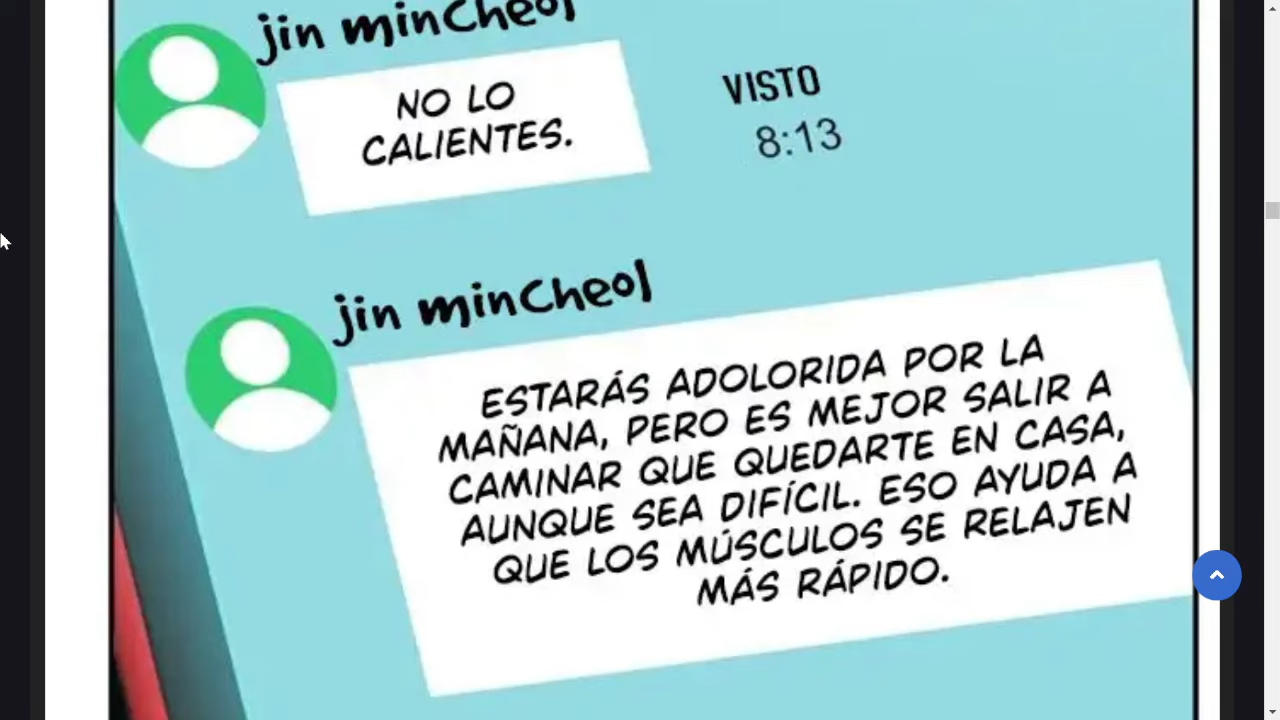 jin minCheol
NO LO
CALIENTES.
VISTO
8:13
jin minCheol
ESTARÁS ADOLORIDA POR LA
MAÑANA, PERO ES MEJOR SALIR A
CAMINAR QUE QUEDARTE EN CASA,
AUNQUE SEA DIFÍCIL. ESO AYUDA A
QUE LOS MÚSCULOS SE RELAJEN
MÁS RÁPIDO.